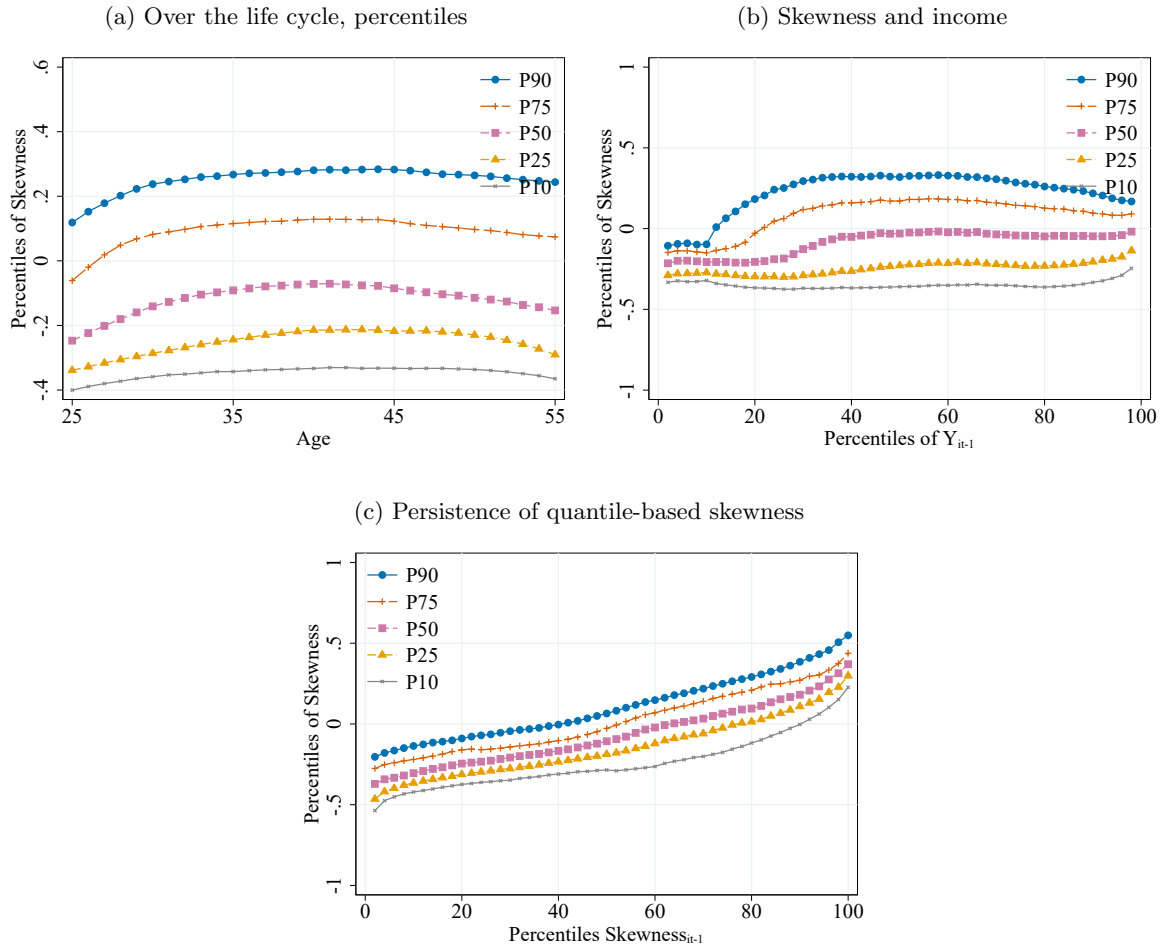 (a) Over the life cycle, percentiles
Percentiles of Skewness
.6
.4
.2
0
-.2
-.4
25
35
45
55
Age
P90
P75
P50
P25
P10
(b) Skewness and income
Percentiles of Skewness
1
.5
0
-.5
-1
0
20
40
60
80
100
Percentiles of Y it-1
P90
P75
P50
P25
P10
(c) Persistence of quantile-based skewness
Percentiles of Skewness
1
.5
0
-.5
-1
0
20
40
60
80
100
Percentiles Skewness it-1
P90
P75
P50
P25
P10